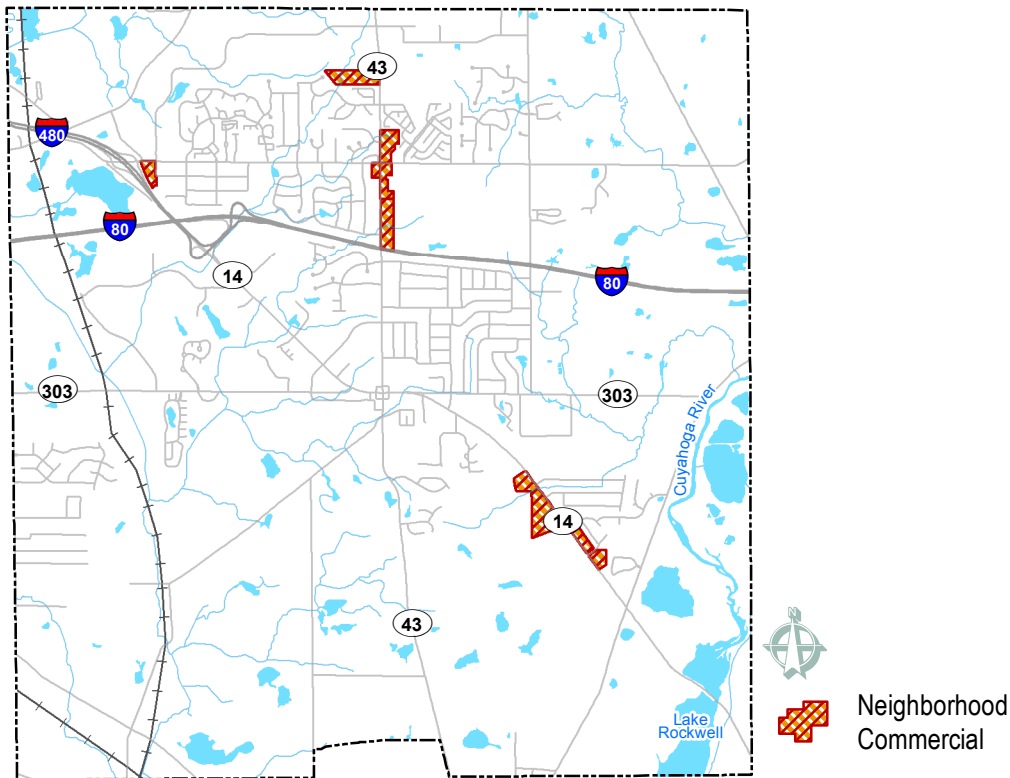 43
480
80
14
80
303
303
Cuyahoga River
14
43
N
Neighborhood
Commercial
Lake
Rockwell